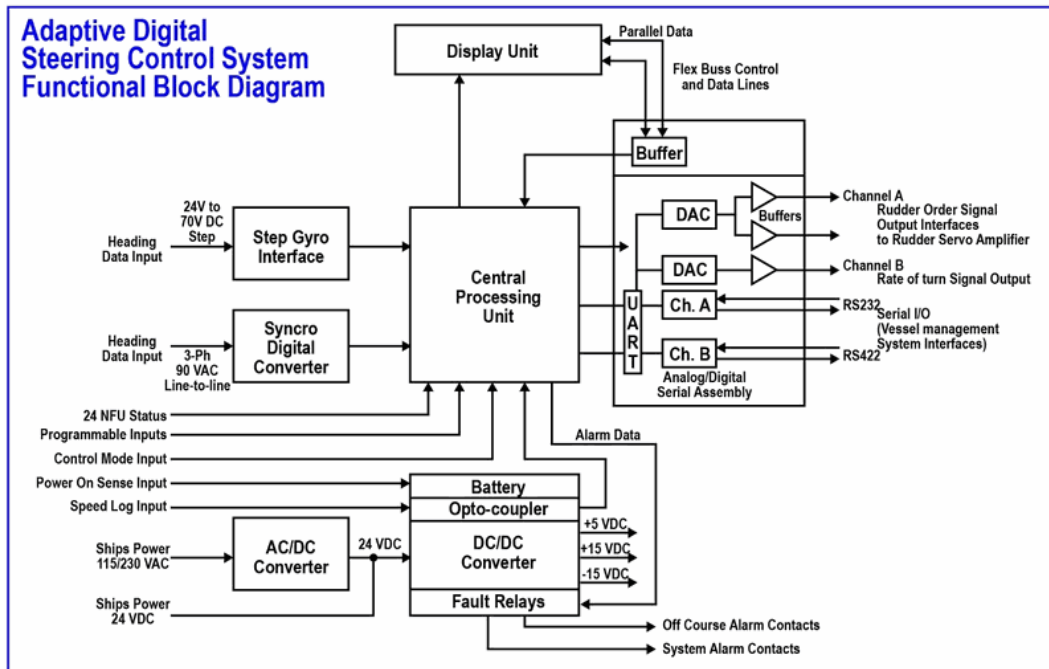 Adaptive Digital
Steering Control System
Functional Block Diagram
Display Unit
Parallel Data
Flex Buss Control
and Data Lines
Buffer
24V to
70V DC
Step
Heading
Data Input
Step Gyro
Interface
Central
Processing
Unit
DAC
Buffers
Channel A
Rudder Order Signal
Output Interfaces
to Rudder Servo Amplifier
DAC
Channel B
Rate of turn Signal Output
UART
Ch. A
RS232
Serial I/O
(Vessel management
System Interfaces)
Ch. B
RS422
Analog/Digital
Serial Assembly
Heading
Data Input
3-Ph
90 VAC
Line-to-line
Syncro
Digital
Converter
24 NFU Status
Programmable Inputs
Control Mode Input
Alarm Data
Power On Sense Input
Battery
Speed Log Input
Opto-coupler
Ships Power
115/230 VAC
AC/DC
Converter
24 VDC
DC/DC
Converter
+5 VDC
+15 VDC
-15 VDC
Ships Power
24 VDC
Fault Relays
Off Course Alarm Contacts
System Alarm Contacts